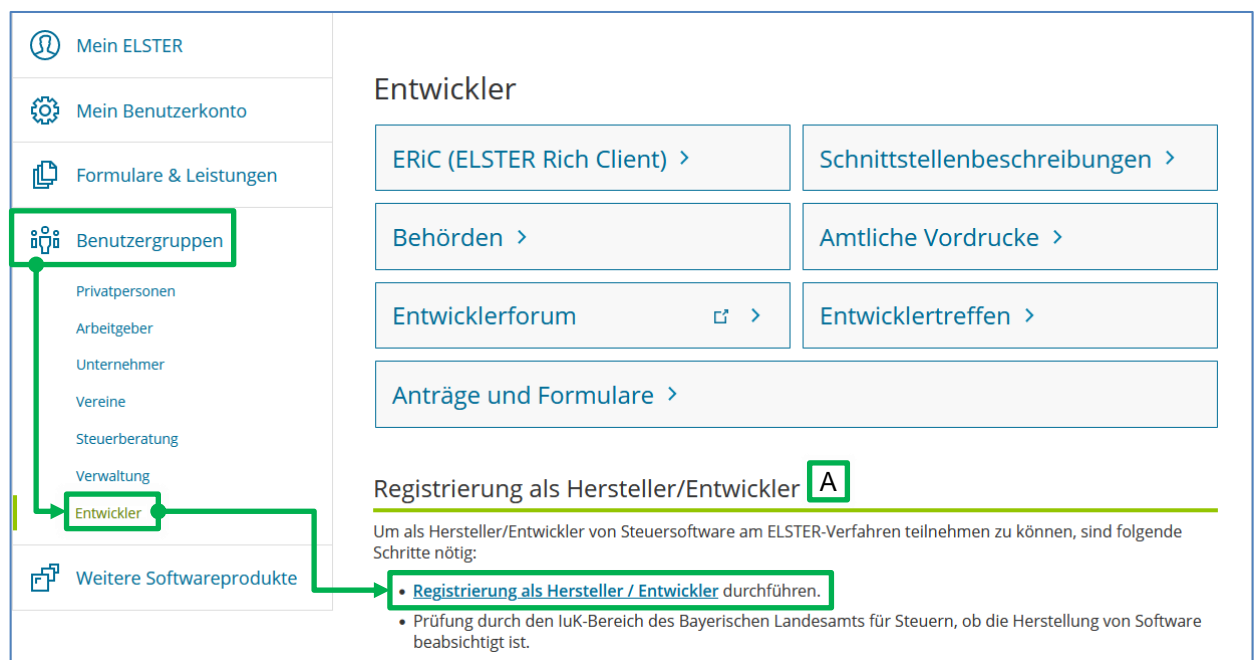 Mein ELSTER
Mein Benutzerkonto
Formulare & Leistungen
Benutzergruppen
Privatpersonen
Arbeitgeber
Unternehmer
Vereine
Steuerberatung
Verwaltung
Entwickler
Weitere Softwareprodukte
Entwickler
ERiC (ELSTER Rich Client)
Schnittstellenbeschreibungen
Behörden
Amtliche Vordrucke
Entwicklerforum
Entwicklertreffen
Anträge und Formulare
Registrierung als Hersteller/Entwickler A
Um als Hersteller/Entwickler von Steuersoftware am ELSTER-Verfahren teilnehmen zu können, sind folgende
Schritte nötig:
• Registrierung als Hersteller / Entwickler durchführen.
• Prüfung durch den IuK-Bereich des Bayerischen Landesamts für Steuern, ob die Herstellung von Software
beabsichtigt ist.